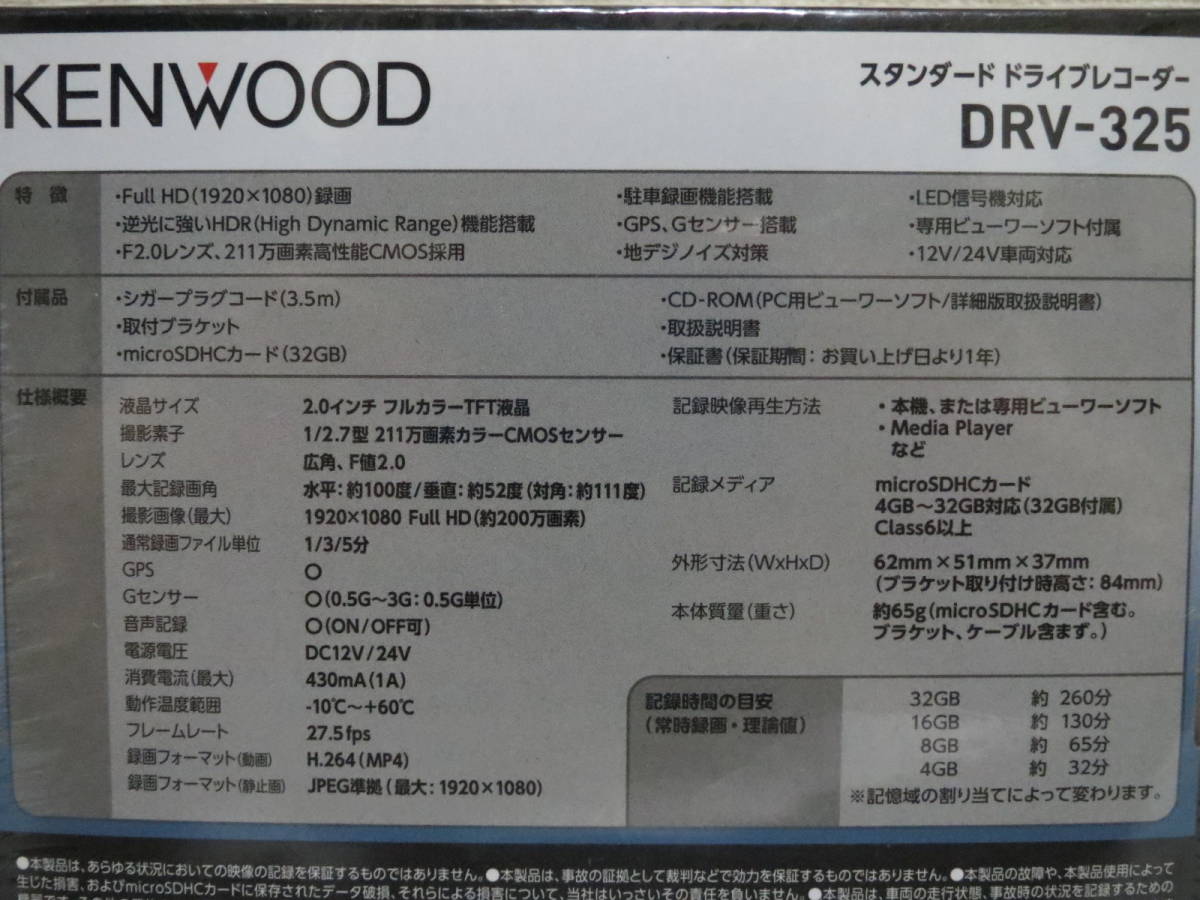 KENWOOD
スタンダード ドライブレコーダー
DRV-325
特 徴
・Full HD(1920×1080)録画
・逆光に強いHDR(High Dynamic Range)機能搭載
・F2.0レンズ、211万画素高性能CMOS採用
・駐車録画機能搭載
・GPS、Gセンサー搭載
・地デジノイズ対策
・LED信号機対応
・専用ビューワーソフト付属
・12V/24V車両対応
付属品
・シガープラグコード(3.5m)
・取付ブラケット
・microSDHCカード(32GB)
・CD-ROM(PC用ビューワーソフト/詳細版取扱説明書)
・取扱説明書
・保証書(保証期間：お買い上げ日より1年)
仕様概要
液晶サイズ 2.0インチ フルカラーTFT液晶
撮影素子 1/2.7型 211万画素カラーCMOSセンサー
レンズ 広角、F値2.0
最大記録画角 水平：約100度/垂直：約52度(対角：約111度)
撮影画像(最大) 1920×1080 Full HD(約200万画素)
通常録画ファイル単位 1/3/5分
GPS ○
Gセンサー ○(0.5G～3G：0.5G単位)
音声記録 ○(ON/OFF可)
電源電圧 DC12V/24V
消費電流(最大) 430mA(1A)
動作温度範囲 -10℃～+60℃
フレームレート 27.5fps
録画フォーマット(動画) H.264(MP4)
録画フォーマット(静止画) JPEG準拠(最大：1920×1080)
記録映像再生方法 ・本機、または専用ビューワーソフト
・Media Player
など
記録メディア microSDHCカード
4GB～32GB対応(32GB付属)
Class6以上
外形寸法(WxHxD) 62mm×51mm×37mm
(ブラケット取り付け時高さ：84mm)
本体質量(重さ) 約65g(microSDHCカード含む。
ブラケット、ケーブル含まず。)
記録時間の目安
(常時録画・理論値)
32GB 約 260分
16GB 約 130分
8GB 約 65分
4GB 約 32分
※記憶域の割り当てによって変わります。
●本製品は、あらゆる状況においての映像の記録を保証するものではありません。●本製品は、事故の証拠として裁判などで効力を保証するものではありません。●本製品の故障や、本製品使用によって
生じた損害、およびmicroSDHCカードに保存されたデータ破損、それらによる損害について、当社はいっさいその責任を負いません。●本製品は、車両の走行状態、事故時の状況を記録するための